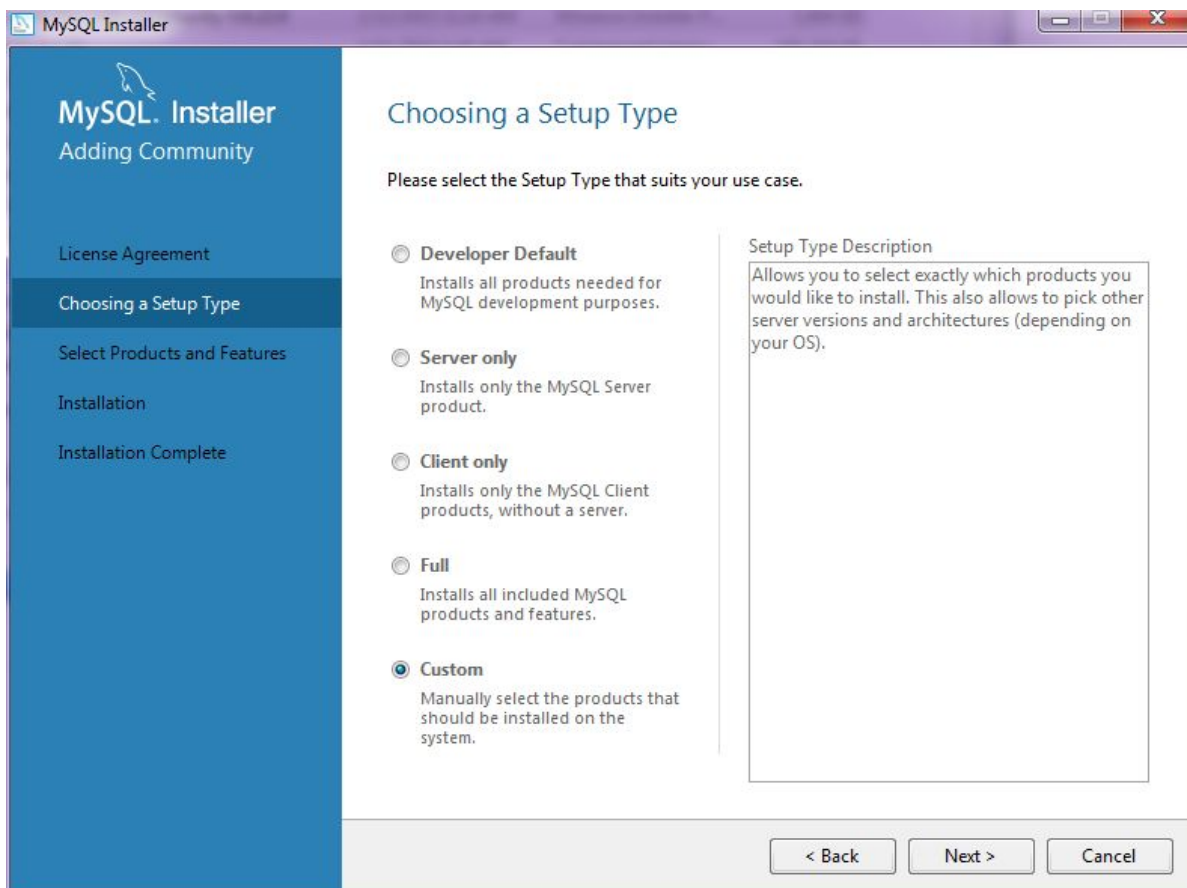 MySQL Installer
MySQL. Installer
Adding Community
License Agreement
Choosing a Setup Type
Select Products and Features
Installation
Installation Complete
Choosing a Setup Type
Please select the Setup Type that suits your use case.
Developer Default
Installs all products needed for
MySQL development purposes.
Server only
Installs only the MySQL Server
product.
Client only
Installs only the MySQL Client
products, without a server.
Full
Installs all included MySQL
products and features.
Custom
Manually select the products that
should be installed on the
system.
Setup Type Description
Allows you to select exactly which products you
would like to install. This also allows to pick other
server versions and architectures (depending on
your OS).
< Back
Next >
Cancel